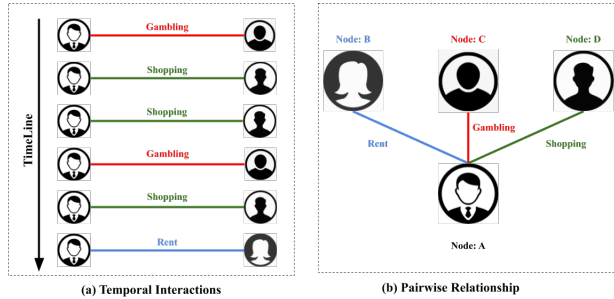 TimeLine
Gambling
Shopping
Shopping
Gambling
Shopping
Rent
(a) Temporal Interactions
Node: B
Node: C
Node: D
Rent
Gambling
Shopping
Node: A
(b) Pairwise Relationship